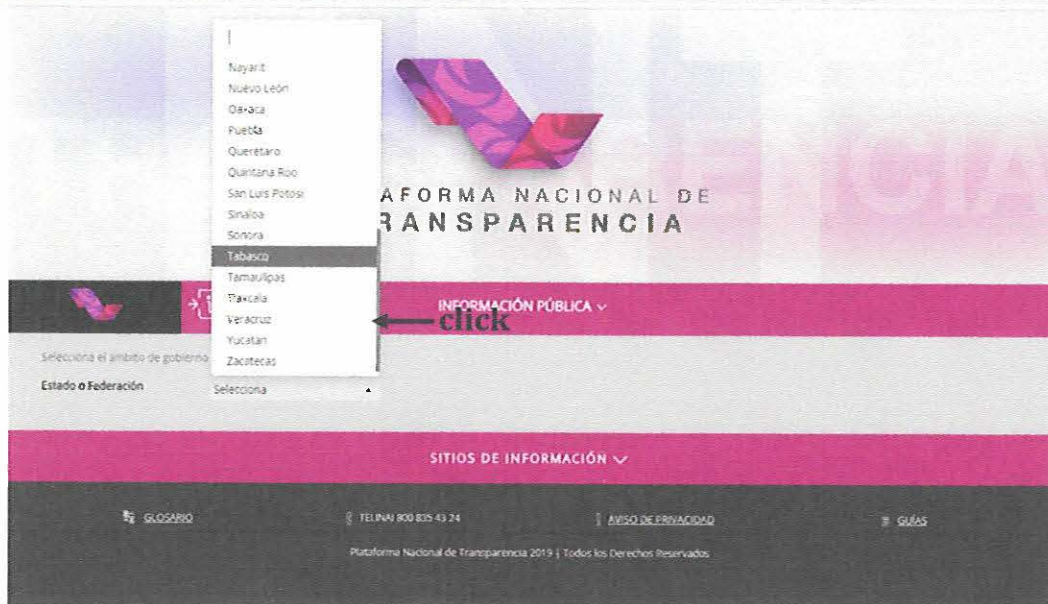 Nayarit
Nuevo León
Oaxaca
Puebla
Querétaro
Quintana Roo
San Luis Potosí
Sinaloa
Sonora
Tabasco
Tamaulipas
Tlaxcala
Veracruz
Yucatán
Zacatecas
AFORMA NACIONAL DE
RANSPARENCIA
INFORMACIÓN PÚBLICA
click
Selecciona el ámbito de gobierno
Estado o Federación
Selecciona
SITIOS DE INFORMACIÓN
GLOSARIO
TELINAI 800 835 43 24
AVISO DE PRIVACIDAD
GUÍAS
Plataforma Nacional de Transparencia 2019 | Todos los Derechos Reservados